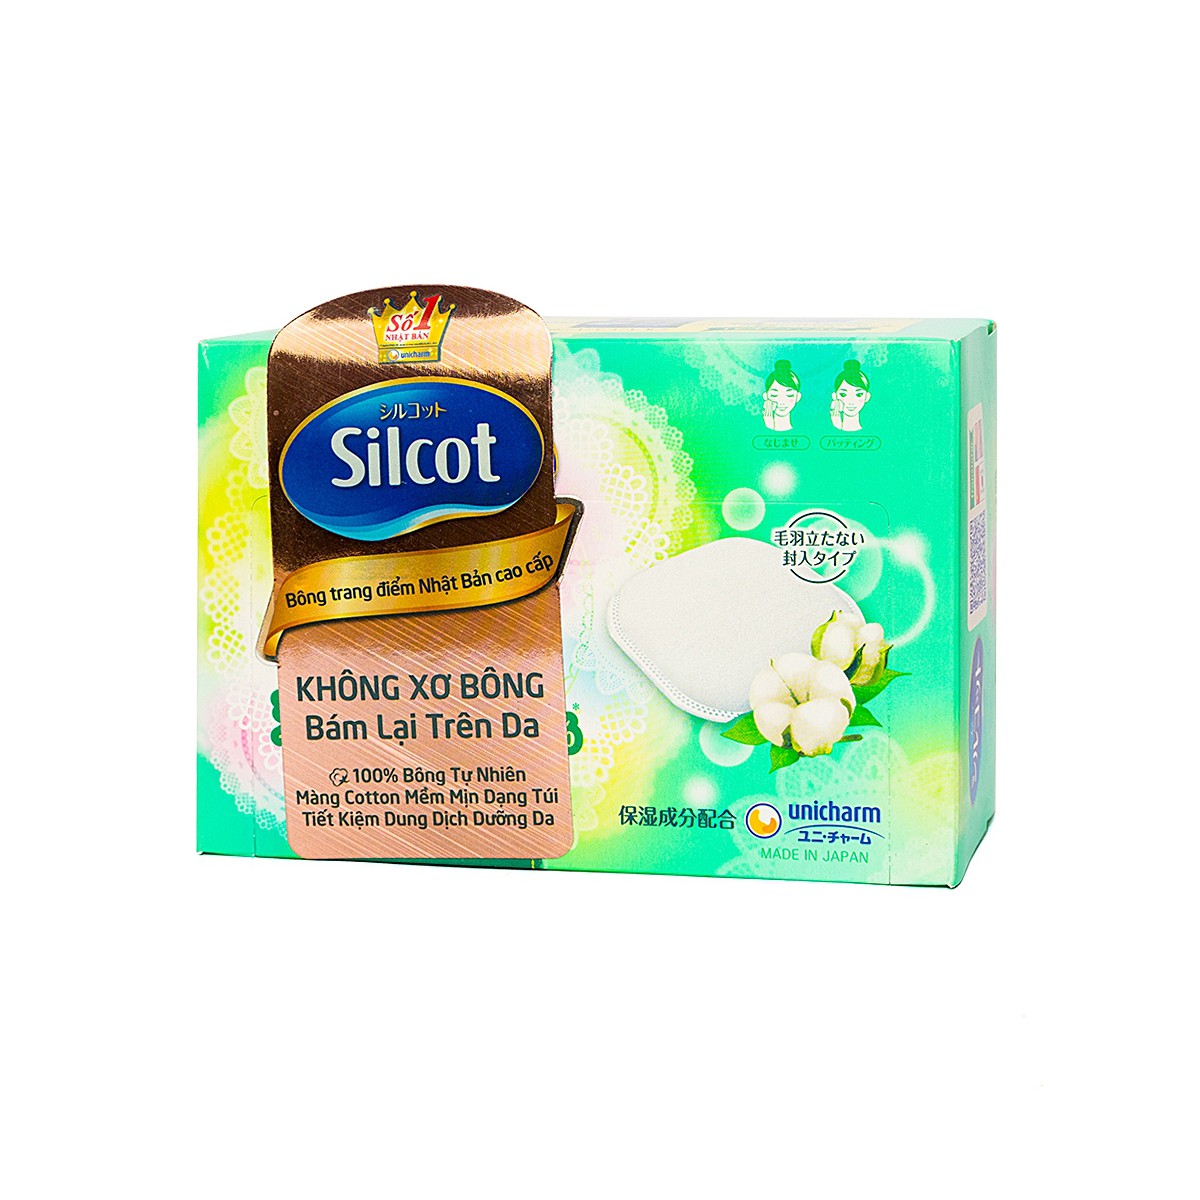 Số 1
NHẬT BẢN
unicharm
シルコット
Silcot
Bông trang điểm Nhật Bản cao cấp
KHÔNG XƠ BÔNG
Bám Lại Trên Da
100% Bông Tự Nhiên
Màng Cotton Mềm Mịn Dạng Túi
Tiết Kiệm Dung Dịch Dưỡng Da
なじませ
パッティング
毛羽立たない
封入タイプ
保湿成分配合
unicharm
ユニ・チャーム
MADE IN JAPAN